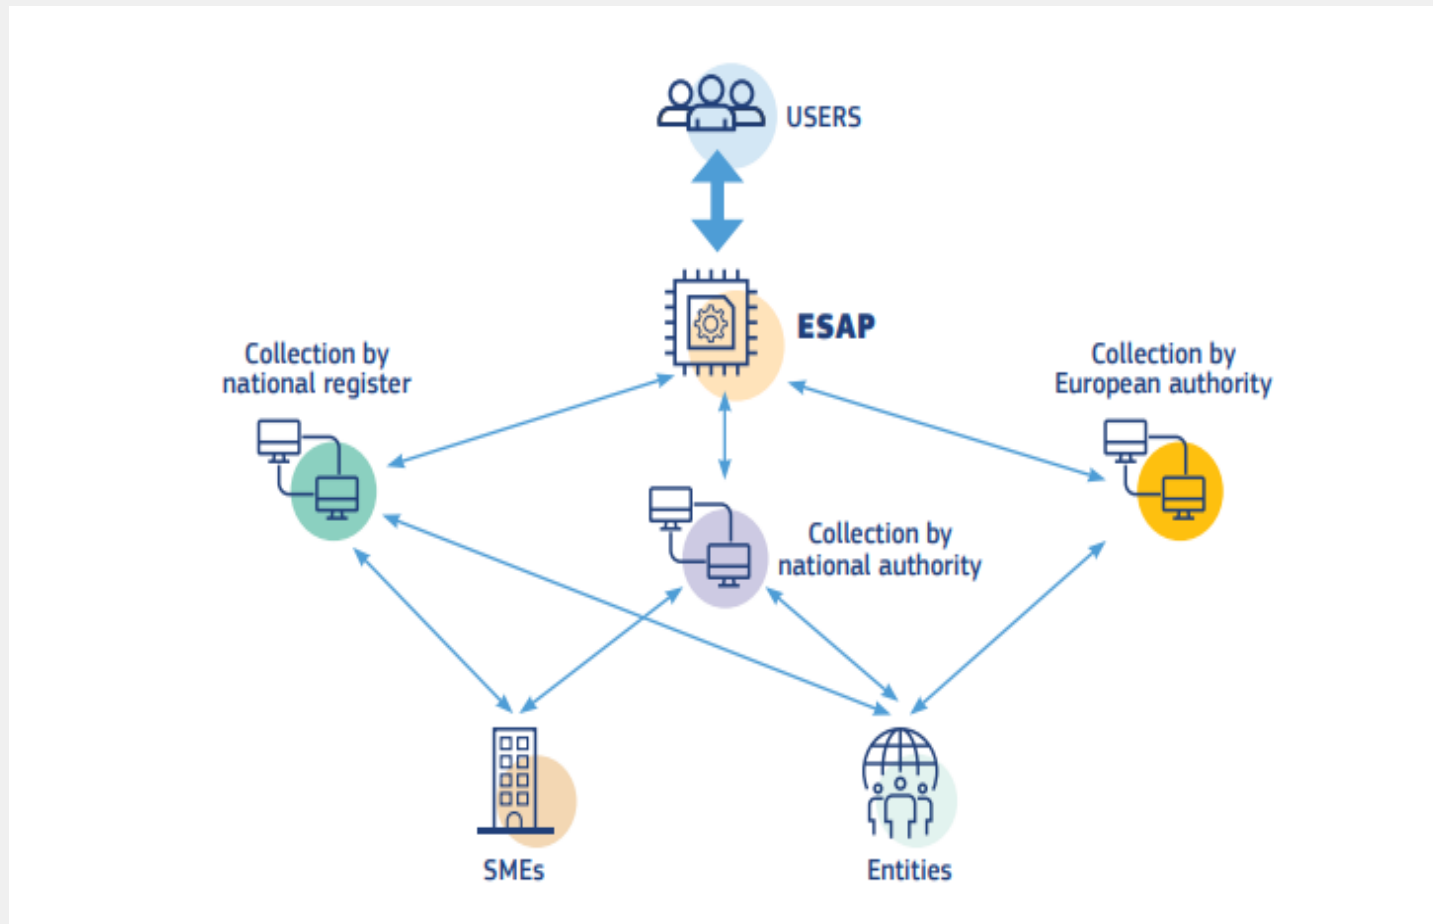 USERS
ESAP
Collection by
national register
Collection by
European authority
Collection by
national authority
SMEs
Entities